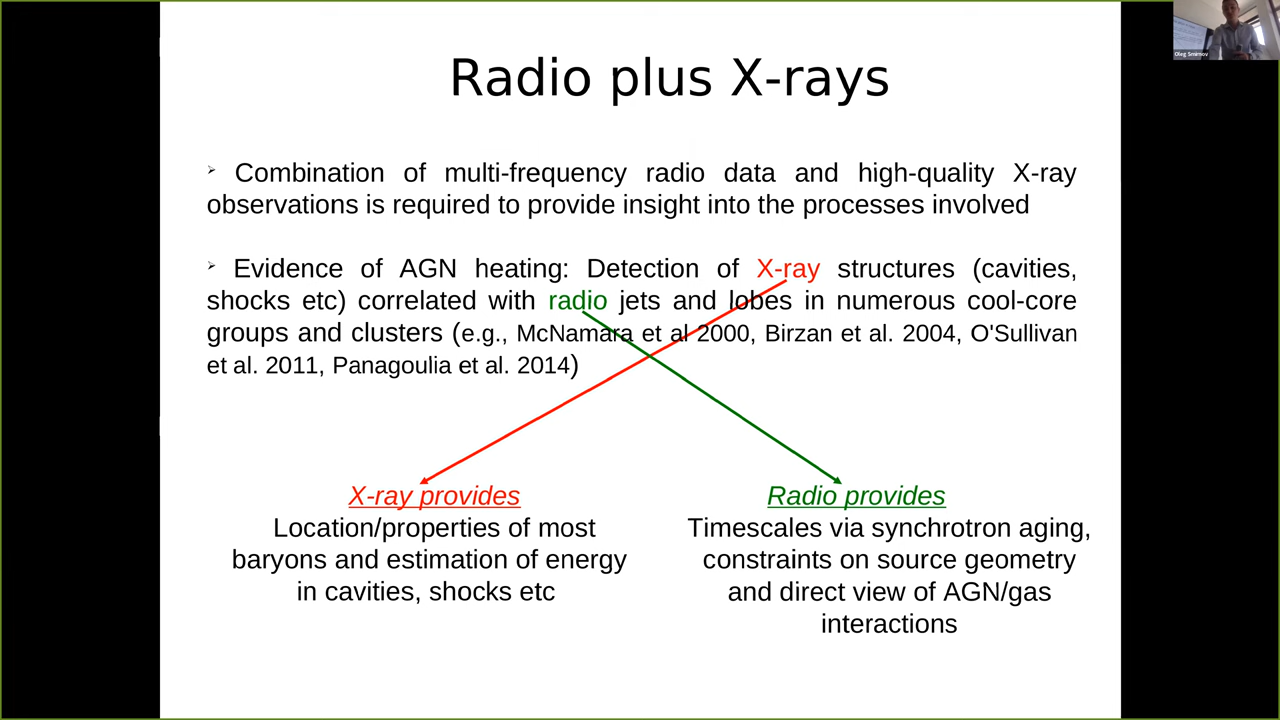 Radio plus X-rays
➢ Combination of multi-frequency radio data and high-quality X-ray
observations is required to provide insight into the processes involved
➢ Evidence of AGN heating: Detection of X-ray structures (cavities,
shocks etc) correlated with radio jets and lobes in numerous cool-core
groups and clusters (e.g., McNamara et al 2000, Birzan et al. 2004, O'Sullivan
et al. 2011, Panagoulia et al. 2014)
X-ray provides
Location/properties of most
baryons and estimation of energy
in cavities, shocks etc
Radio provides
Timescales via synchrotron aging,
constraints on source geometry
and direct view of AGN/gas
interactions
Oleg Smirnov